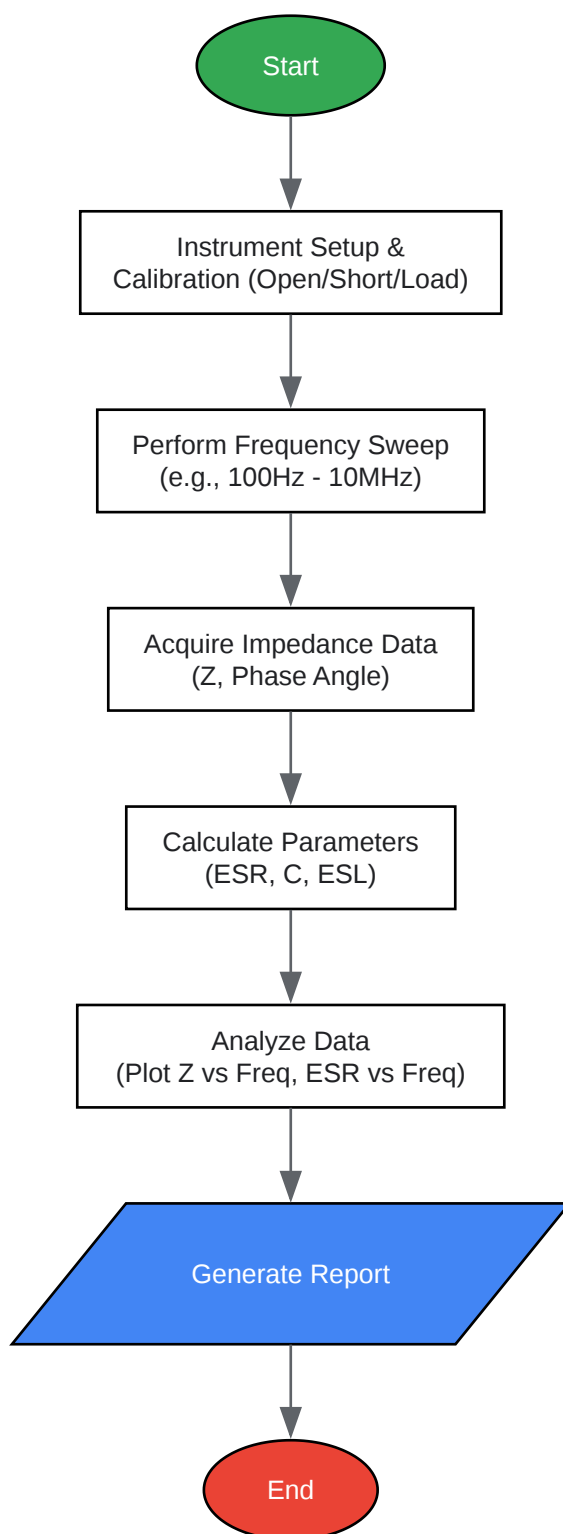 Start
Instrument Setup &
Calibration (Open/Short/Load)
Perform Frequency Sweep
(e.g., 100Hz - 10MHz)
Acquire Impedance Data
(Z, Phase Angle)
Calculate Parameters
(ESR, C, ESL)
Analyze Data
(Plot Z vs Freq, ESR vs Freq)
Generate Report
End